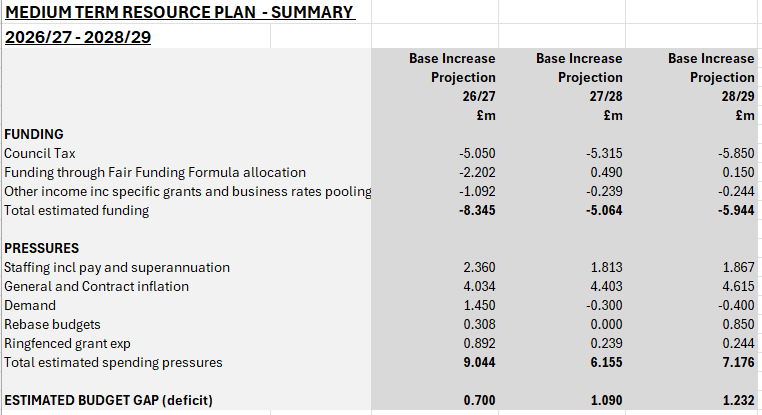 MEDIUM TERM RESOURCE PLAN - SUMMARY
2026/27 - 2028/29
Base Increase Base Increase Base Increase
Projection Projection Projection
26/27 27/28 28/29
£m £m £m
FUNDING
Council Tax -5.050 -5.315 -5.850
Funding through Fair Funding Formula allocation -2.202 0.490 0.150
Other income inc specific grants and business rates pooling -1.092 -0.239 -0.244
Total estimated funding -8.345 -5.064 -5.944
PRESSURES
Staffing incl pay and superannuation 2.360 1.813 1.867
General and Contract inflation 4.034 4.403 4.615
Demand 1.450 -0.300 -0.400
Rebase budgets 0.308 0.000 0.850
Ringfenced grant exp 0.892 0.239 0.244
Total estimated spending pressures 9.044 6.155 7.176
ESTIMATED BUDGET GAP (deficit) 0.700 1.090 1.232